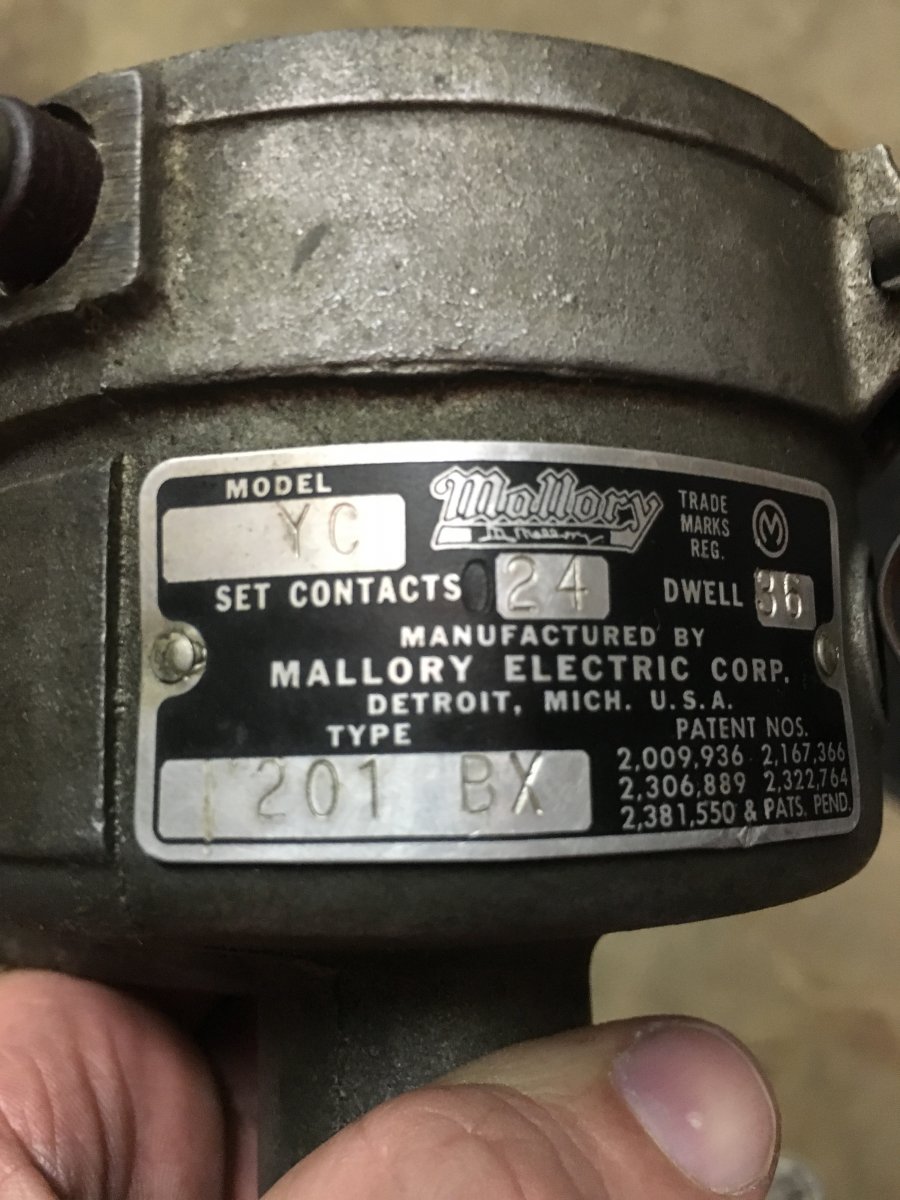 MODEL
YC
Mallory
TRADE
MARKS
REG.
M
SET CONTACTS 024
DWELL 36
MANUFACTURED BY
MALLORY ELECTRIC CORP.
DETROIT, MICH. U.S.A.
TYPE
201 BX
PATENT NOS.
2,009,936 2,167,366
2,306,889 2,322,764
2,381,550 & PATS. PEND.